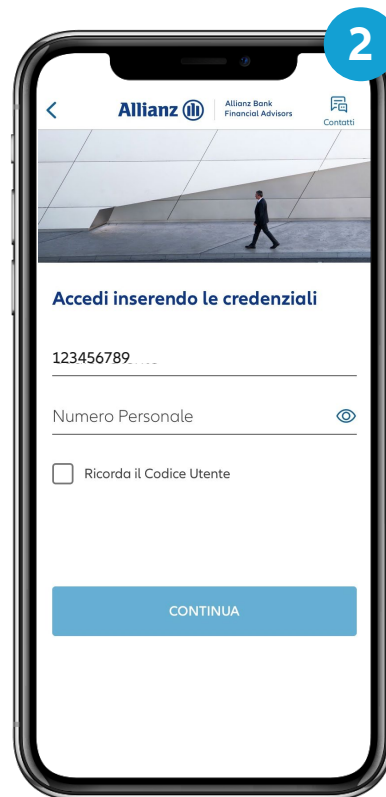 2
Allianz
Allianz Bank
Financial Advisors
Contatti
Accedi inserendo le credenziali
123456789
Numero Personale
Ricorda il Codice Utente
CONTINUA